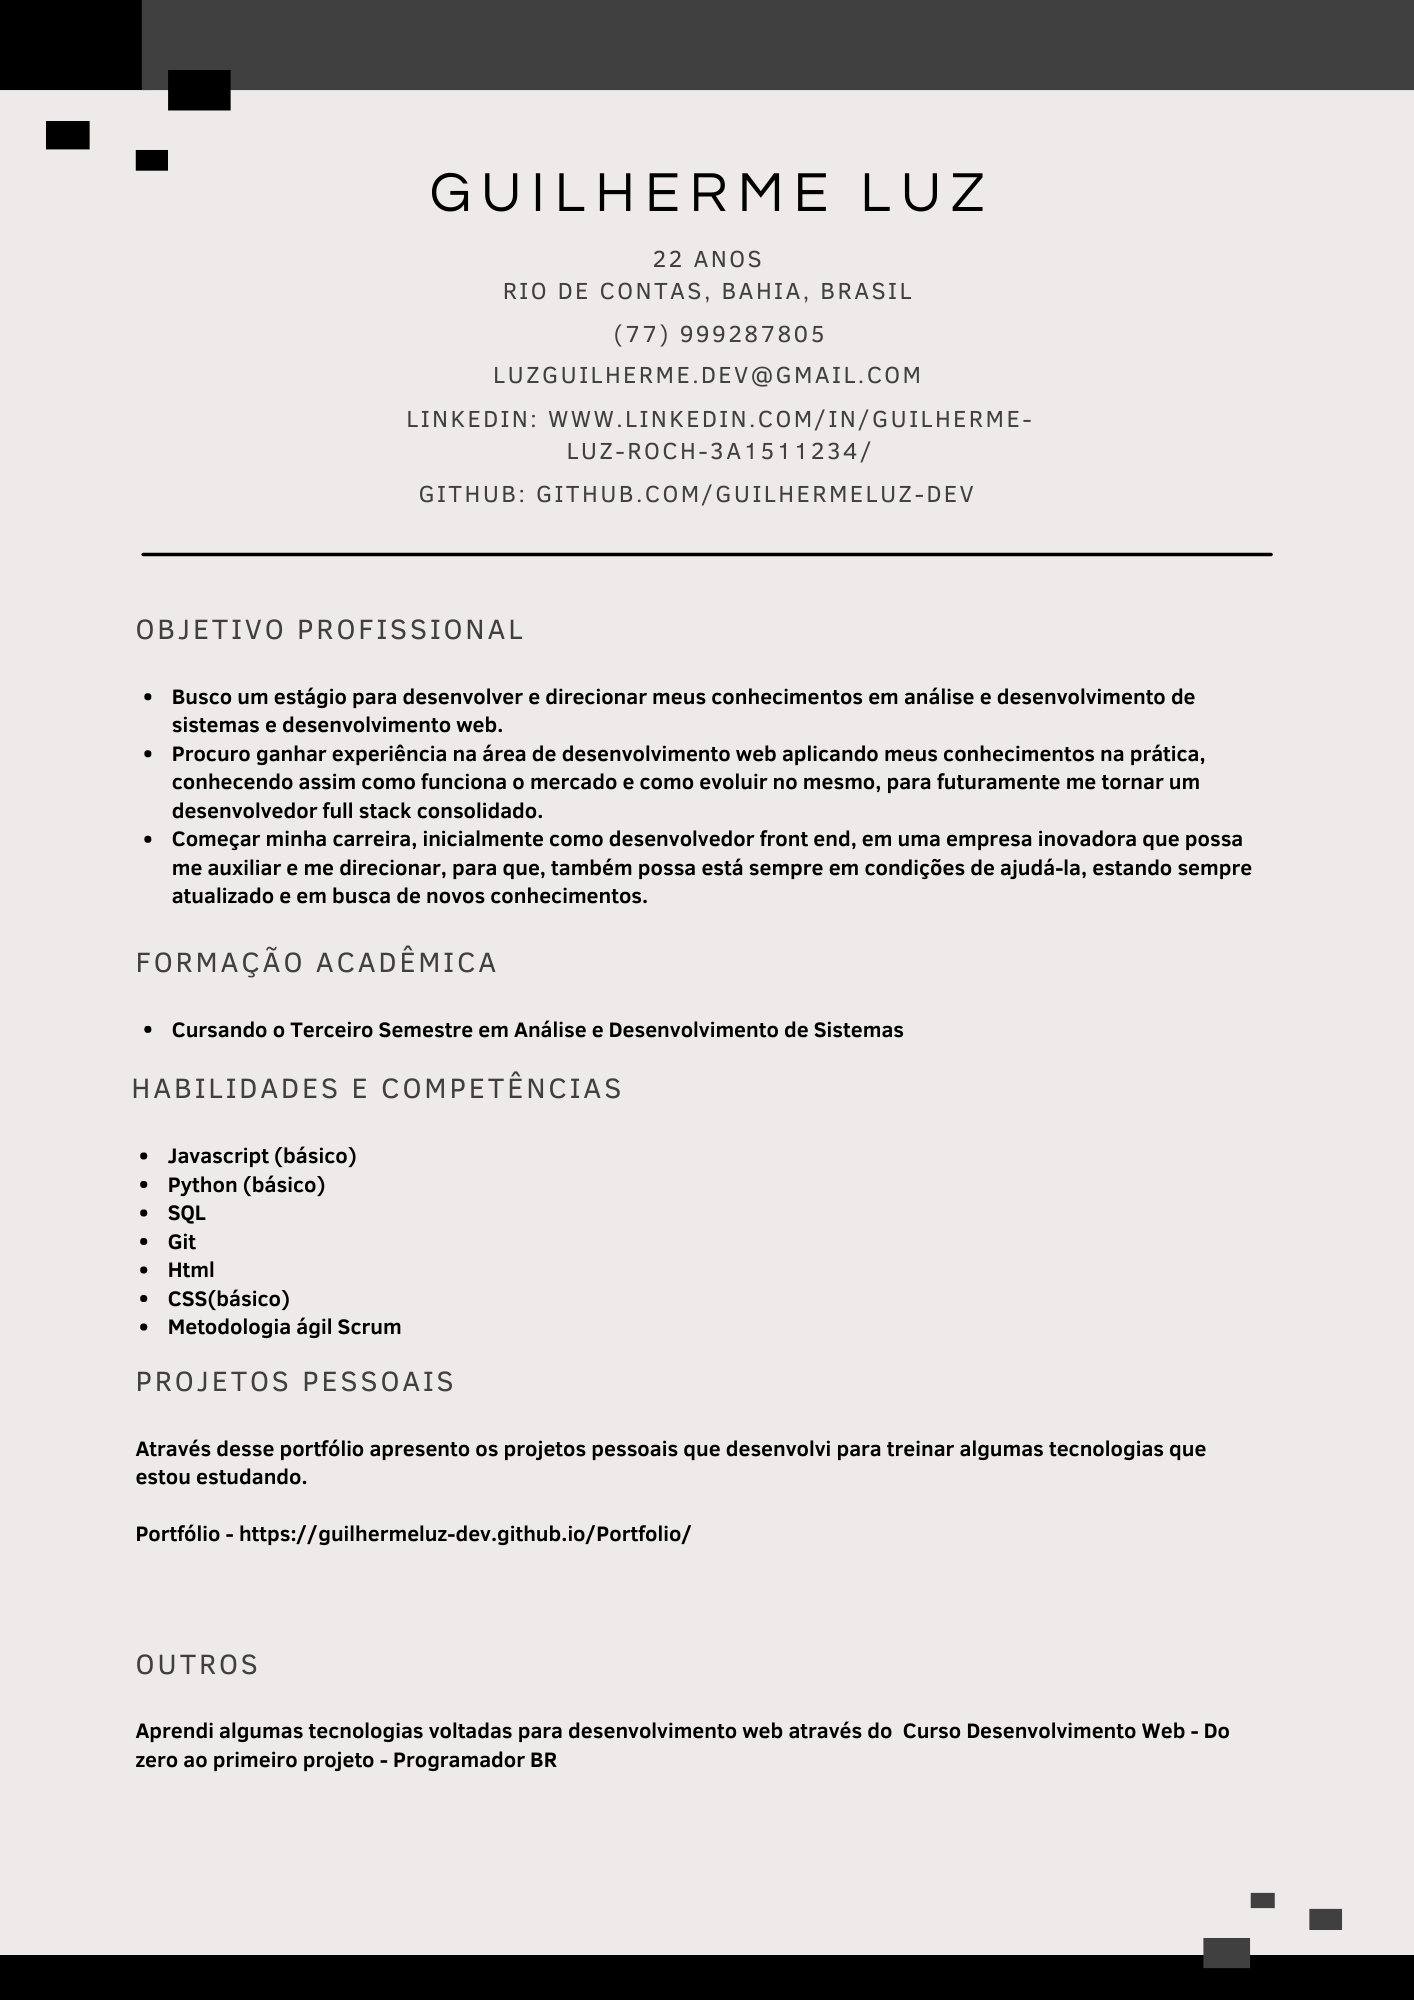 GUILHERME LUZ
22 ANOS
RIO DE CONTAS, BAHIA, BRASIL
(77) 999287805
LUZGUILHERME.DEV@GMAIL.COM
LINKEDIN: WWW.LINKEDIN.COM/IN/GUILHERME-
LUZ-ROCH-3A1511234/
GITHUB: GITHUB.COM/GUILHERMELUZ-DEV
OBJETIVO PROFISSIONAL
• Busco um estágio para desenvolver e direcionar meus conhecimentos em análise e desenvolvimento de
sistemas e desenvolvimento web.
• Procuro ganhar experiência na área de desenvolvimento web aplicando meus conhecimentos na prática,
conhecendo assim como funciona o mercado e como evoluir no mesmo, para futuramente me tornar um
desenvolvedor full stack consolidado.
• Começar minha carreira, inicialmente como desenvolvedor front end, em uma empresa inovadora que possa
me auxiliar e me direcionar, para que, também possa está sempre em condições de ajudá-la, estando sempre
atualizado e em busca de novos conhecimentos.
FORMAÇÃO ACADÊMICA
• Cursando o Terceiro Semestre em Análise e Desenvolvimento de Sistemas
HABILIDADES E COMPETÊNCIAS
• Javascript (básico)
• Python (básico)
• SQL
• Git
• Html
• CSS(básico)
• Metodologia ágil Scrum
PROJETOS PESSOAIS
Através desse portfólio apresento os projetos pessoais que desenvolvi para treinar algumas tecnologias que
estou estudando.
Portfólio - https://guilhermeluz-dev.github.io/Portfolio/
OUTROS
Aprendi algumas tecnologias voltadas para desenvolvimento web através do  Curso Desenvolvimento Web - Do
zero ao primeiro projeto - Programador BR